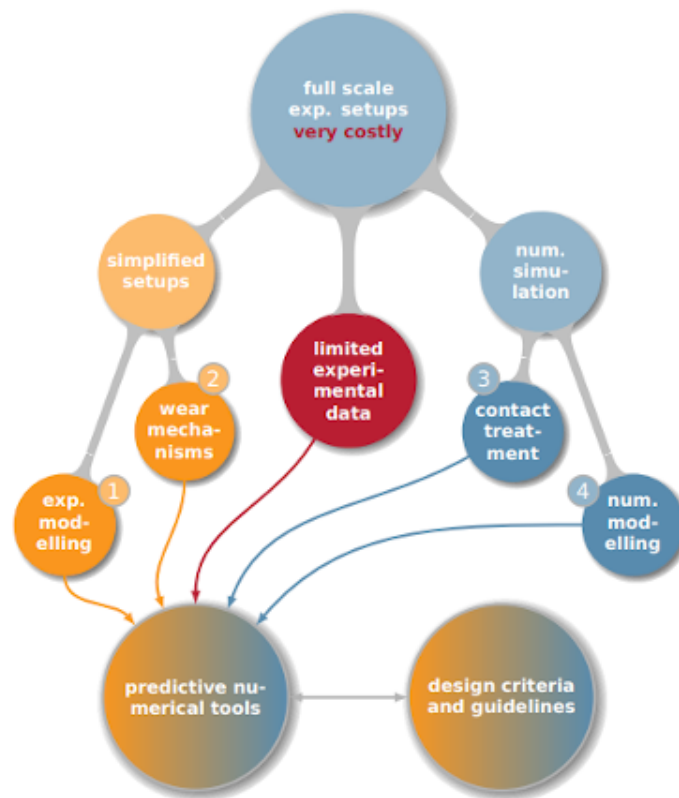 full scale
exp. setups
very costly
simplified
setups
num.
simu-
lation
limited
experi-
mental
data
2
wear
mecha-
nisms
3
contact
treat-
ment
1
exp.
mod-
elling
4
num.
mod-
elling
predictive nu-
merical tools
design criteria
and guidelines